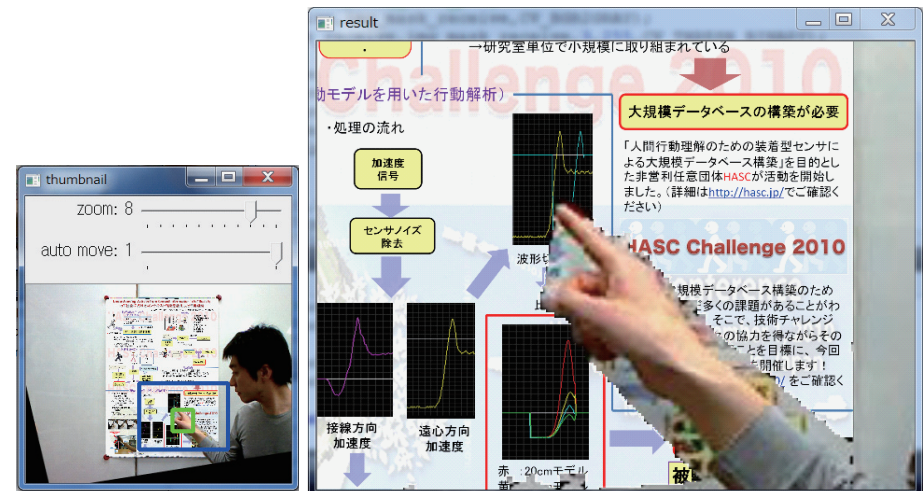 thumbnail
zoom: 8
auto move: 1
result
→研究室単位で小規模に取り組まれている
Challenge 2010
動モデルを用いた行動解析)
大規模データベースの構築が必要
・処理の流れ
「人間行動理解のための装着型センサに
よる大規模データベース構築」を目的とし
た非営利任意団体HASCが活動を開始し
ました。(詳細はhttp://hasc.jp/でご確認く
ださい)
加速度
信号
センサノイズ
除去
波形切
HASC Challenge 2010
規模データベース構築のため
多くの課題があることがわ
そこで、技術チャレンジ
の協力を得ながらその
ことを目標に、今回
を開催します!
/ をご確認く
接線方向
加速度
遠心方向
加速度
赤 :20cmモデル
被